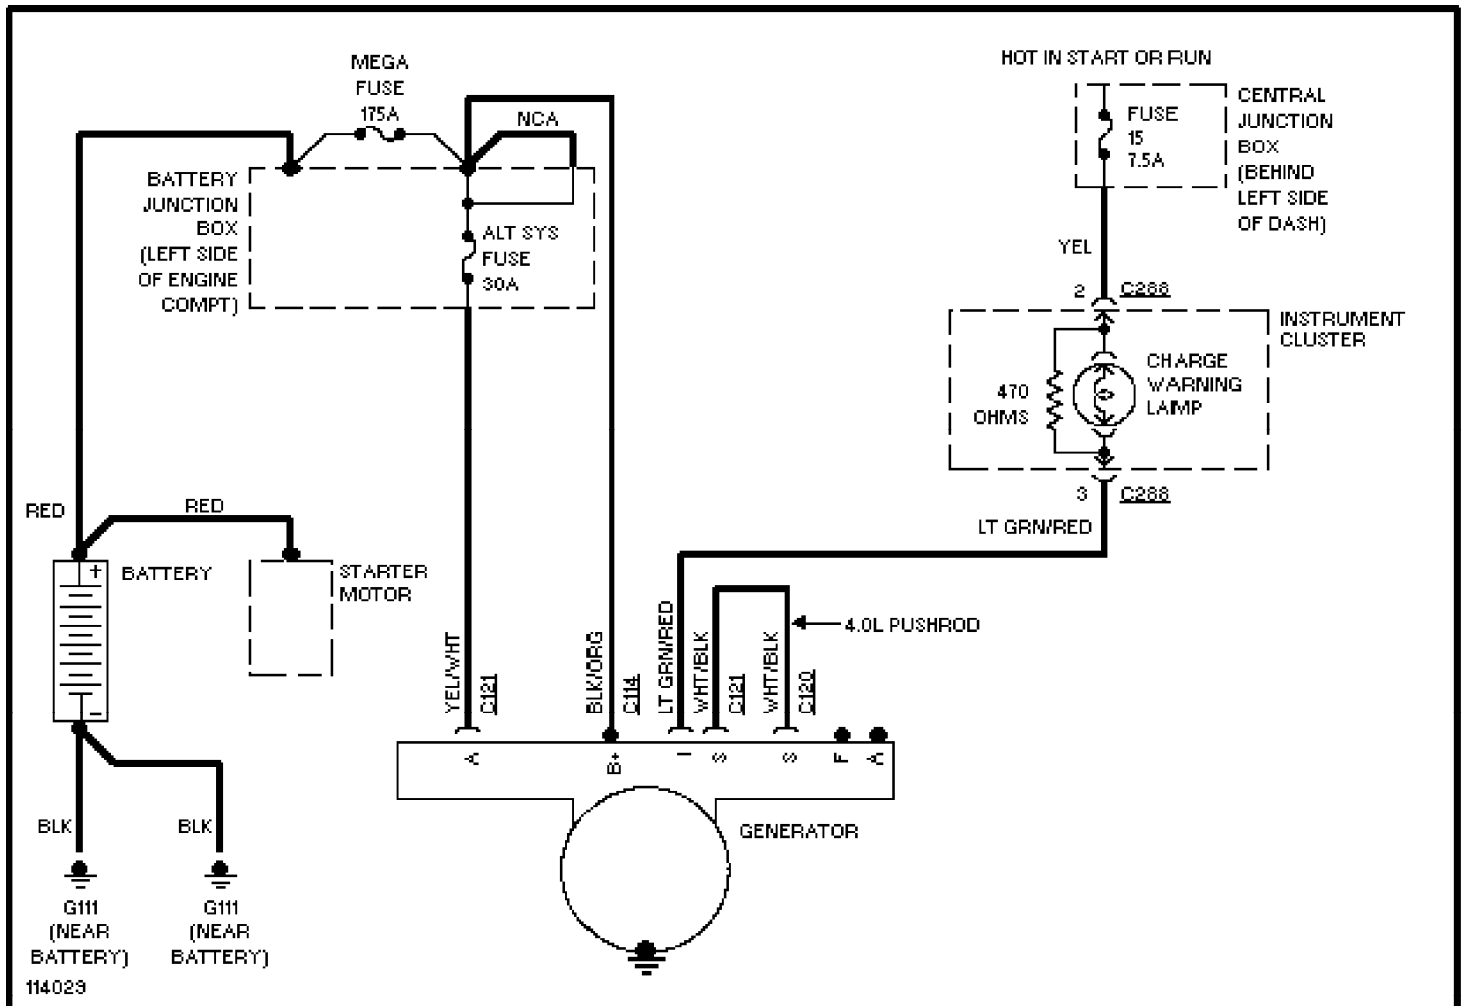 MEGA
FUSE
175A
NCA
BATTERY
JUNCTION
BOX
(LEFT SIDE
OF ENGINE
COMPT)
ALT SYS
FUSE
30A
HOT IN START OR RUN
FUSE
15
7.5A
CENTRAL
JUNCTION
BOX
(BEHIND
LEFT SIDE
OF DASH)
YEL
2
C288
INSTRUMENT
CLUSTER
CHARGE
WARNING
LAMP
470
OHMS
3
C288
LT GRN/RED
RED
RED
+
BATTERY
-
STARTER
MOTOR
YEL/WHT
C121
BLK/ORG
C114
LT GRN/RED
WHT/BLK
C121
WHT/BLK
C120
4.0L PUSHROD
A
B+
I
S
S
F
A
GENERATOR
BLK
BLK
G111
(NEAR
BATTERY)
G111
(NEAR
BATTERY)
114029